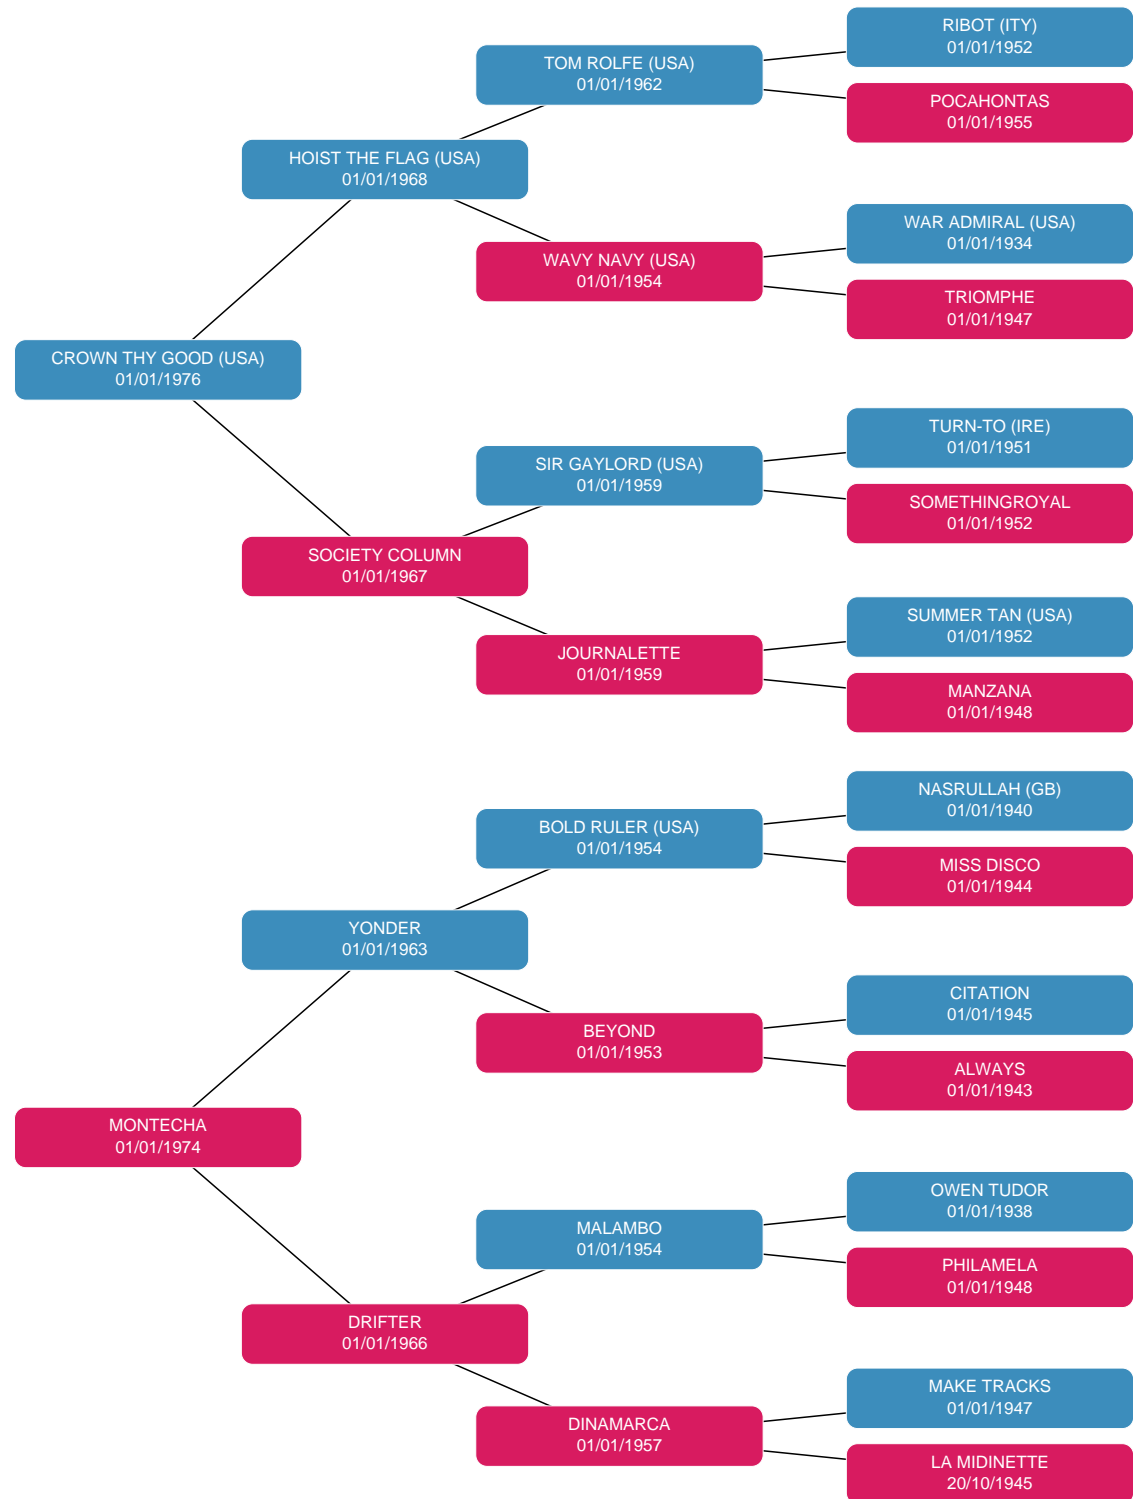 RIBOT (ITY)
01/01/1952
TOM ROLFE (USA)
01/01/1962
POCAHONTAS
01/01/1955
HOIST THE FLAG (USA)
01/01/1968
WAR ADMIRAL (USA)
01/01/1934
WAVY NAVY (USA)
01/01/1954
TRIOMPHE
01/01/1947
CROWN THY GOOD (USA)
01/01/1976
TURN-TO (IRE)
01/01/1951
SIR GAYLORD (USA)
01/01/1959
SOMETHINGROYAL
01/01/1952
SOCIETY COLUMN
01/01/1967
SUMMER TAN (USA)
01/01/1952
JOURNALETTE
01/01/1959
MANZANA
01/01/1948
NASRULLAH (GB)
01/01/1940
BOLD RULER (USA)
01/01/1954
MISS DISCO
01/01/1944
YONDER
01/01/1963
CITATION
01/01/1945
BEYOND
01/01/1953
ALWAYS
01/01/1943
MONTECHA
01/01/1974
OWEN TUDOR
01/01/1938
MALAMBO
01/01/1954
PHILAMELA
01/01/1948
DRIFTER
01/01/1966
MAKE TRACKS
01/01/1947
DINAMARCA
01/01/1957
LA MIDINETTE
20/10/1945